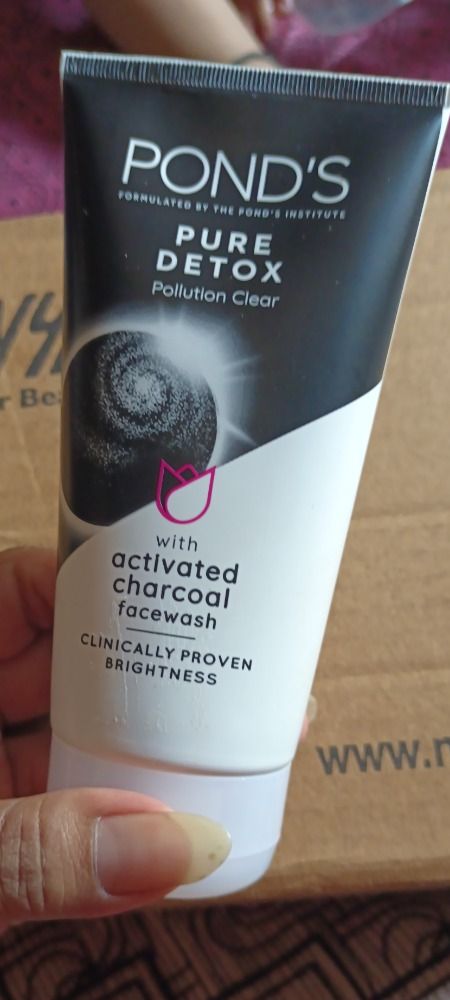 POND'S
FORMULATED BY THE POND'S INSTITUTE
PURE
DETOX
Pollution Clear
with
activated
charcoal
facewash
CLINICALLY PROVEN
BRIGHTNESS
www.n